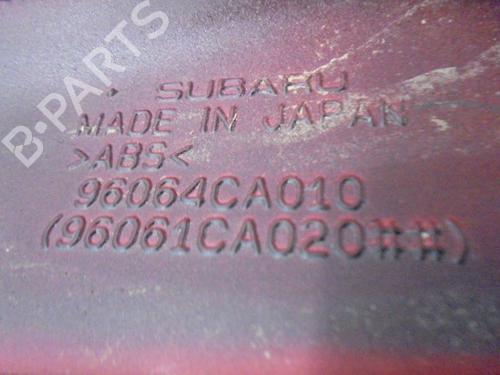 B-PARTS
SUBARU
MADE IN JAPAN
>ABS<
96064CA010
(96061CA020##)